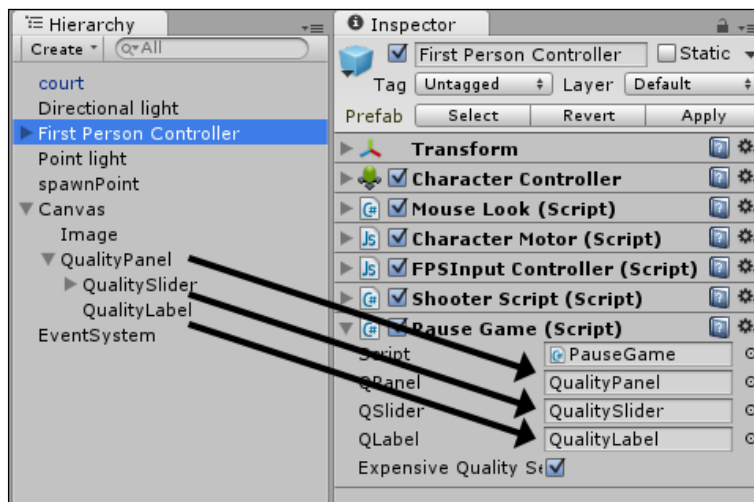 Hierarchy
Create
All
court
Directional light
First Person Controller
Point light
spawnPoint
Canvas
Image
QualityPanel
QualitySlider
QualityLabel
EventSystem
Inspector
First Person Controller Static
Tag Untagged Layer Default
Prefab Select Revert Apply
Transform
Character Controller
C# Mouse Look (Script)
Js Character Motor (Script)
Js FPSInput Controller (Script)
C# Shooter Script (Script)
C# Pause Game (Script)
Script PauseGame
QPanel QualityPanel
QSlider QualitySlider
QLabel QualityLabel
Expensive Quality Se